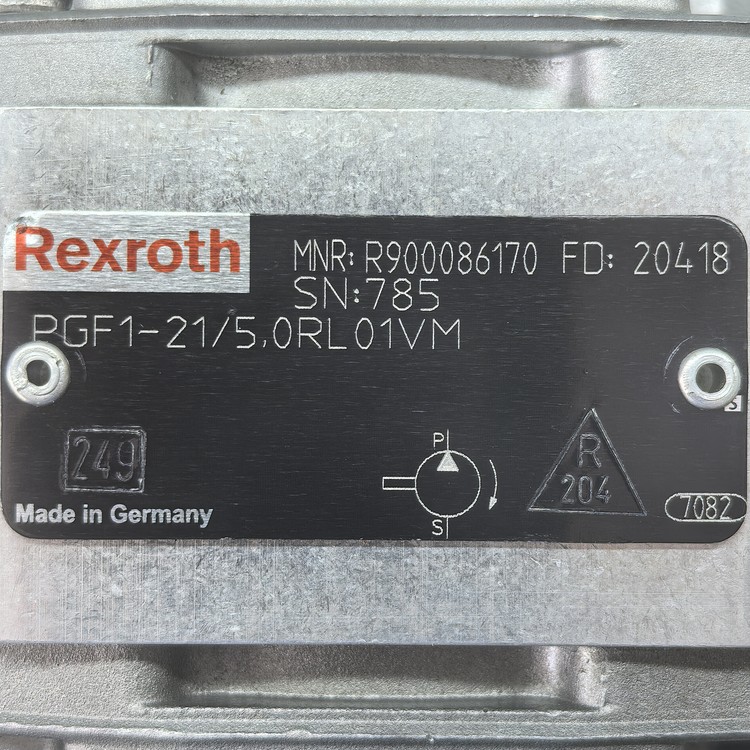 Rexroth
MNR: R900086170 FD: 20418
SN:785
PGF1-21/5,0RL01VM
249
P
S
R
204
S
7082
Made in Germany